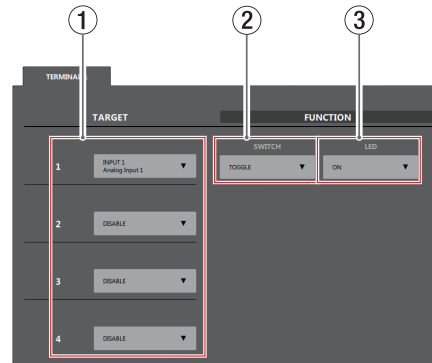 1 2 3
TERMINALS
TARGET FUNCTION
SWITCH LED
1 INPUT 1
Analog Input 1 ▼ TOGGLE ▼ ON ▼
2 DISABLE ▼
3 DISABLE ▼
4 DISABLE ▼